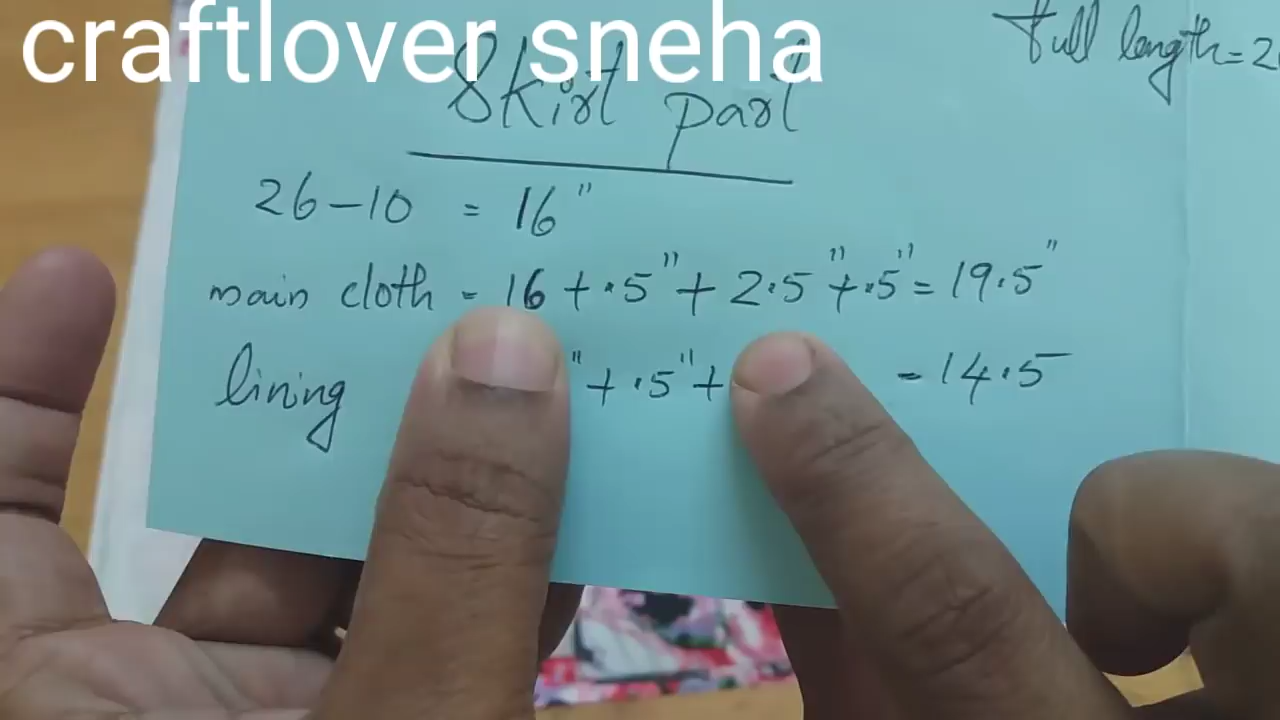 craftlover sneha
Full length = 2
Skirt part
26-10 = 16"
main cloth = 16 + .5" + 2.5" + .5" = 19.5"
lining " + .5" + = 14.5